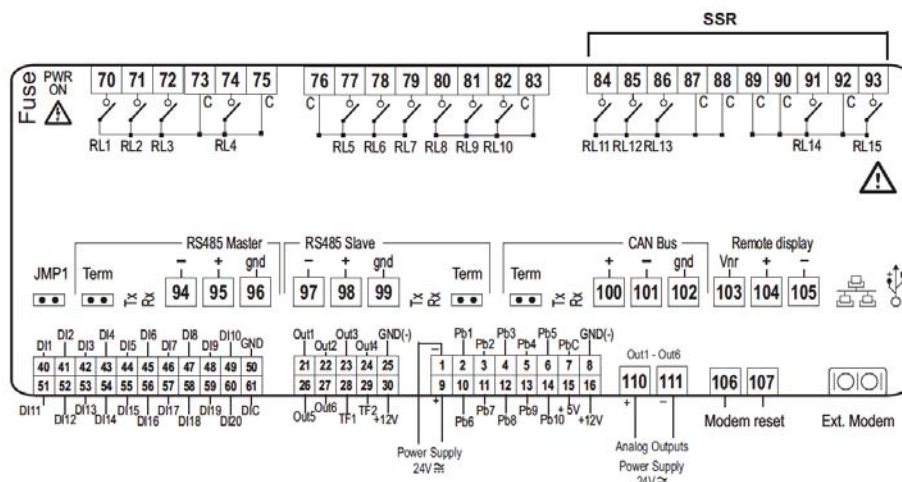 SSR
Fuse
PWR
ON
70 71 72 73 74 75
76 77 78 79 80 81 82 83
84 85 86 87 88 89 90 91 92 93
C C C C C C C C C
RL1 RL2 RL3 RL4
RL5 RL6 RL7 RL8 RL9 RL10
RL11 RL12 RL13 RL14 RL15
RS485 Master RS485 Slave CAN Bus Remote display
JMP1 Term − + gnd − + gnd Term Term + − gnd Vnr + −
Tx Rx 94 95 96 97 98 99 Tx Rx Tx Rx 100 101 102 103 104 105
DI1 DI2 DI3 DI4 DI5 DI6 DI7 DI8 DI9 DI10 GND
40 41 42 43 44 45 46 47 48 49 50
51 52 53 54 55 56 57 58 59 60 61
DI11 DI12 DI13 DI14 DI15 DI16 DI17 DI18 DI19 DI20 DIC
Out1 Out2 Out3 Out4 GND(-)
21 22 23 24 25
26 27 28 29 30
Out5 Out6 TF1 TF2 +12V
− Pb1 Pb2 Pb3 Pb4 Pb5 PbC GND(-)
1 2 3 4 5 6 7 8
9 10 11 12 13 14 15 16
+ Pb6 Pb7 Pb8 Pb9 Pb10 + 5V +12V
Power Supply
24V
Out1 - Out6
110 111
+ −
Analog Outputs
Power Supply
24V
106 107
Modem reset
Ext. Modem